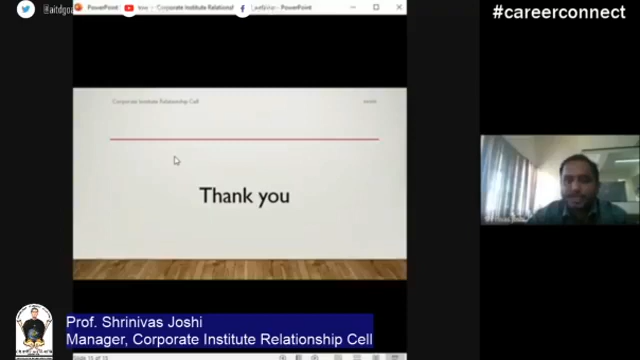 @aitdgoa
PowerPoint
Corporate Institute Relationsh
PowerPoint
#careerconnect
Corporate Institute Relationship Cell
Thank you
Prof. Shrinivas Joshi
Manager, Corporate Institute Relationship Cell